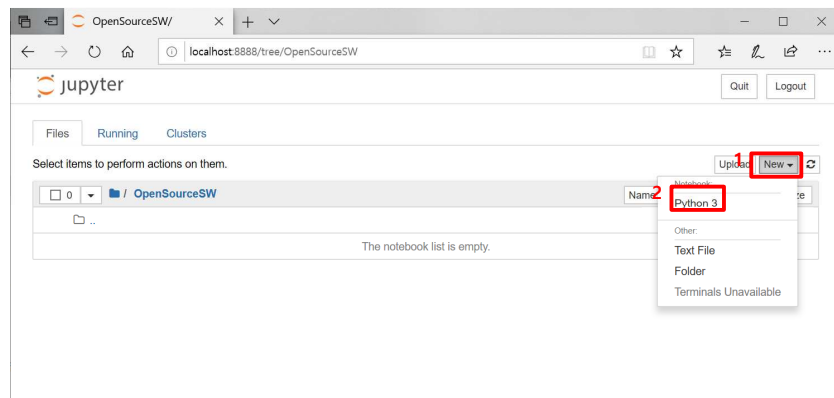 OpenSourceSW/
localhost:8888/tree/OpenSourceSW
jupyter
Quit
Logout
Files
Running
Clusters
Select items to perform actions on them.
1
New
0
/ OpenSourceSW
Name
2
Notebook:
Python 3
..
Other:
The notebook list is empty.
Text File
Folder
Terminals Unavailable